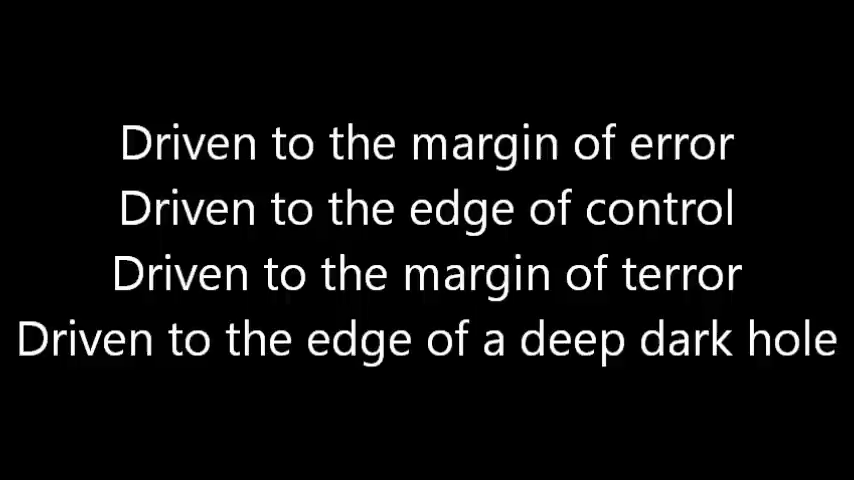 Driven to the margin of error
Driven to the edge of control
Driven to the margin of terror
Driven to the edge of a deep dark hole